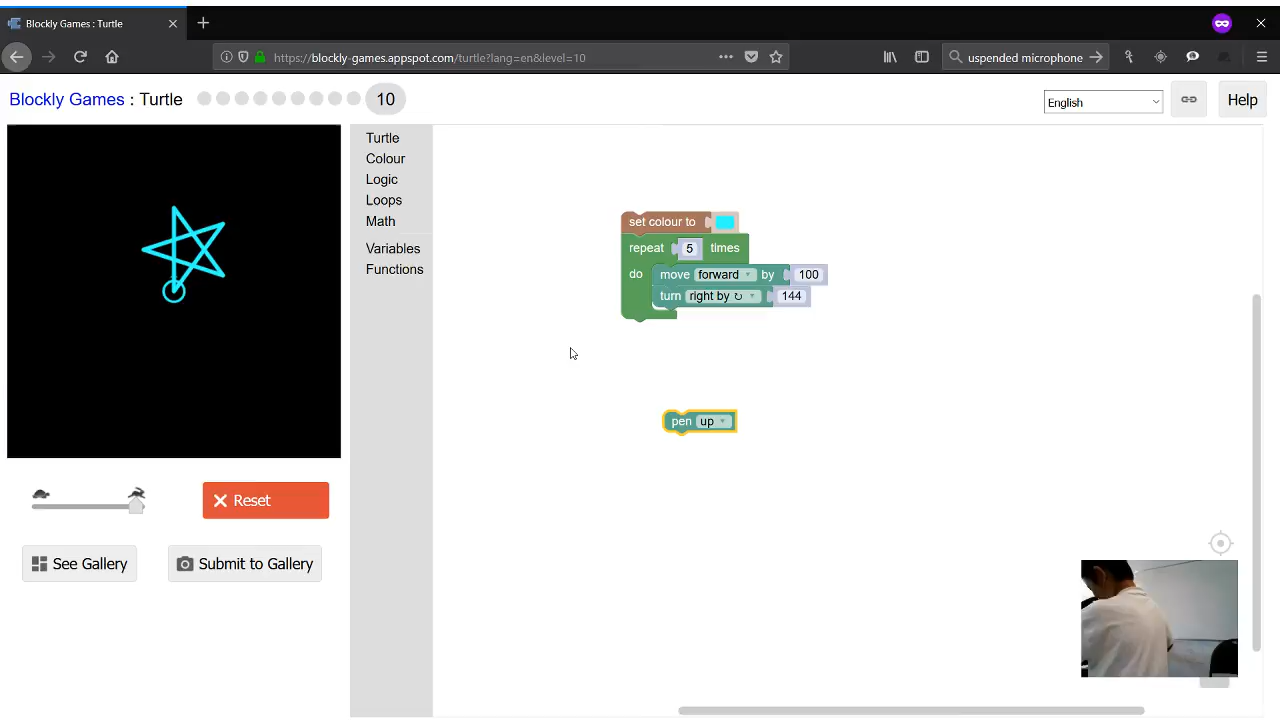 Blockly Games : Turtle
https://blockly-games.appspot.com/turtle?lang=en&level=10
uspended microphone
Blockly Games : Turtle
10
English
Help
Turtle
Colour
Logic
Loops
Math
Variables
Functions
set colour to
repeat 5 times
do move forward by 100
turn right by ↻ 144
pen up
Reset
See Gallery
Submit to Gallery